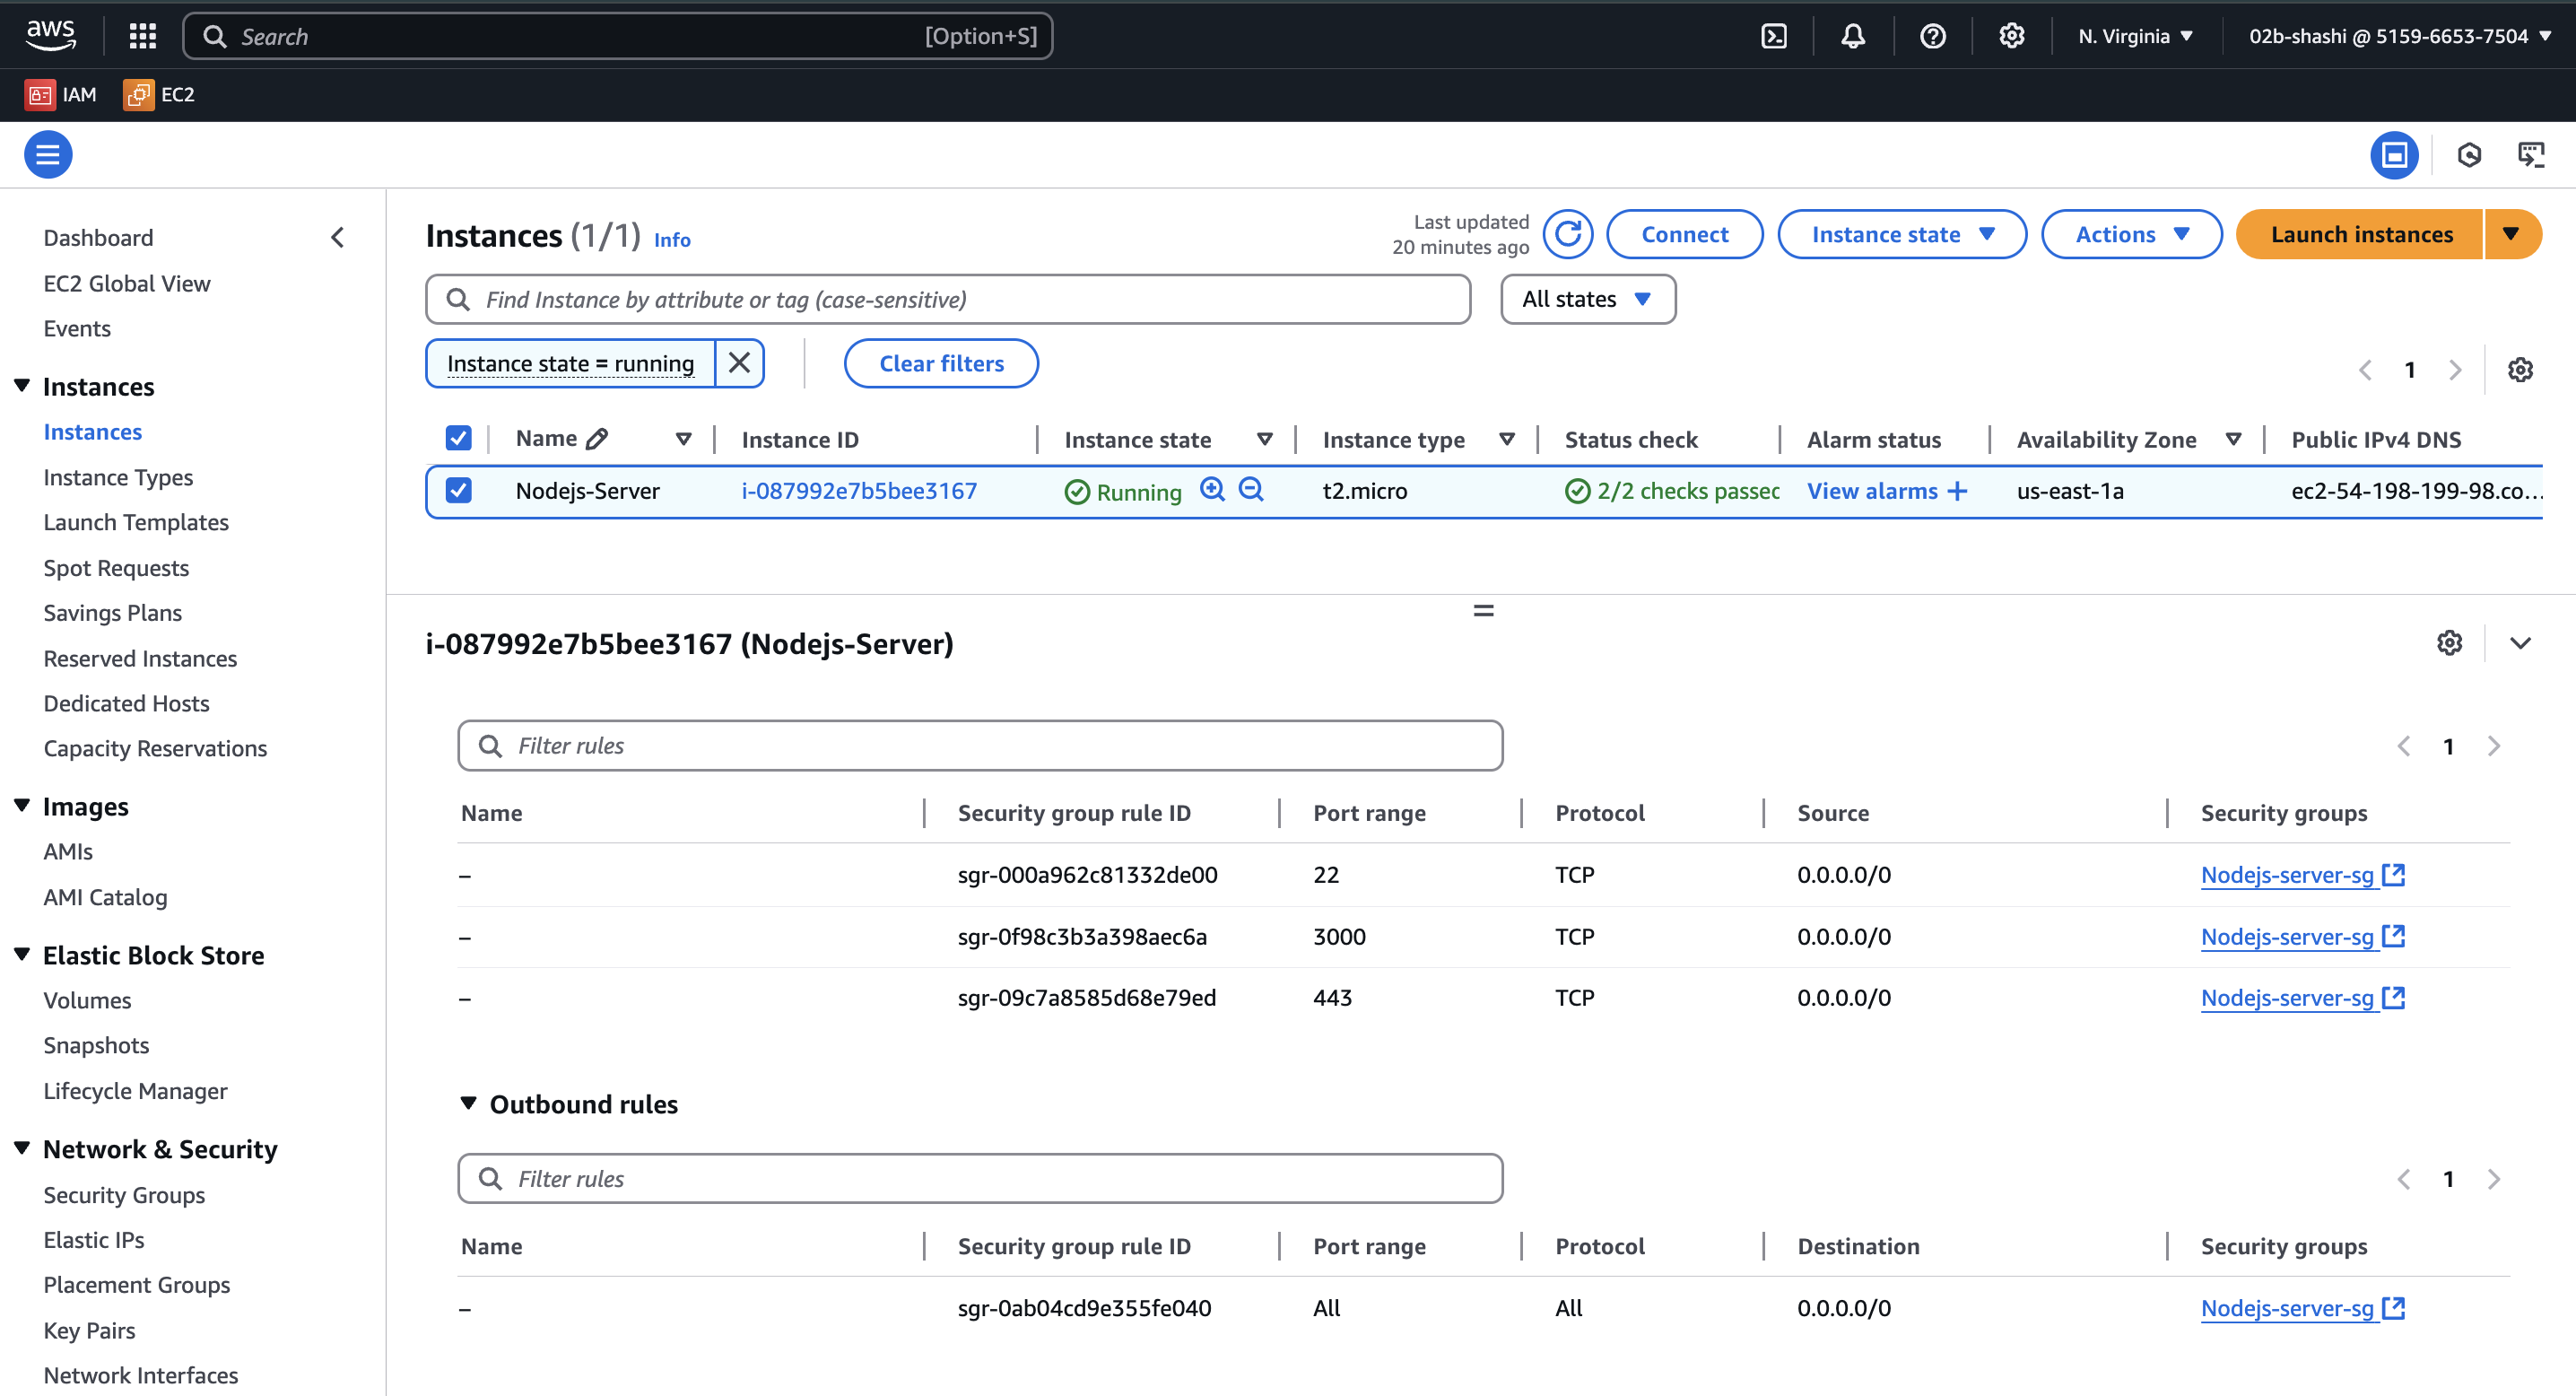 aws
Search [Option+S]
N. Virginia
02b-shashi @ 5159-6653-7504
IAM EC2
Dashboard
EC2 Global View
Events
Instances
Instances
Instance Types
Launch Templates
Spot Requests
Savings Plans
Reserved Instances
Dedicated Hosts
Capacity Reservations
Images
AMIs
AMI Catalog
Elastic Block Store
Volumes
Snapshots
Lifecycle Manager
Network & Security
Security Groups
Elastic IPs
Placement Groups
Key Pairs
Network Interfaces
Instances (1/1) Info
Last updated
20 minutes ago
Connect Instance state Actions Launch instances
Find Instance by attribute or tag (case-sensitive)
All states
Instance state = running Clear filters
1
Name Instance ID Instance state Instance type Status check Alarm status Availability Zone Public IPv4 DNS
Nodejs-Server i-087992e7b5bee3167 Running t2.micro 2/2 checks passec View alarms + us-east-1a ec2-54-198-199-98.co...
i-087992e7b5bee3167 (Nodejs-Server)
Filter rules 1
Name Security group rule ID Port range Protocol Source Security groups
– sgr-000a962c81332de00 22 TCP 0.0.0.0/0 Nodejs-server-sg
– sgr-0f98c3b3a398aec6a 3000 TCP 0.0.0.0/0 Nodejs-server-sg
– sgr-09c7a8585d68e79ed 443 TCP 0.0.0.0/0 Nodejs-server-sg
Outbound rules
Filter rules 1
Name Security group rule ID Port range Protocol Destination Security groups
– sgr-0ab04cd9e355fe040 All All 0.0.0.0/0 Nodejs-server-sg